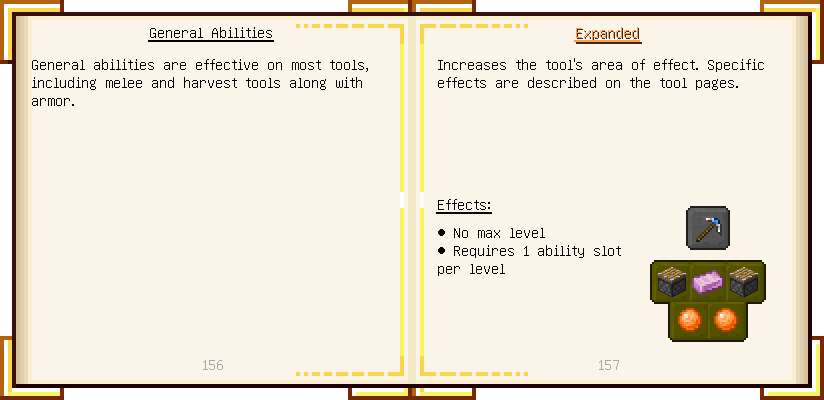 General Abilities
General abilities are effective on most tools,
including melee and harvest tools along with
armor.
156
Expanded
Increases the tool's area of effect. Specific
effects are described on the tool pages.
Effects:
● No max level
● Requires 1 ability slot
per level
157